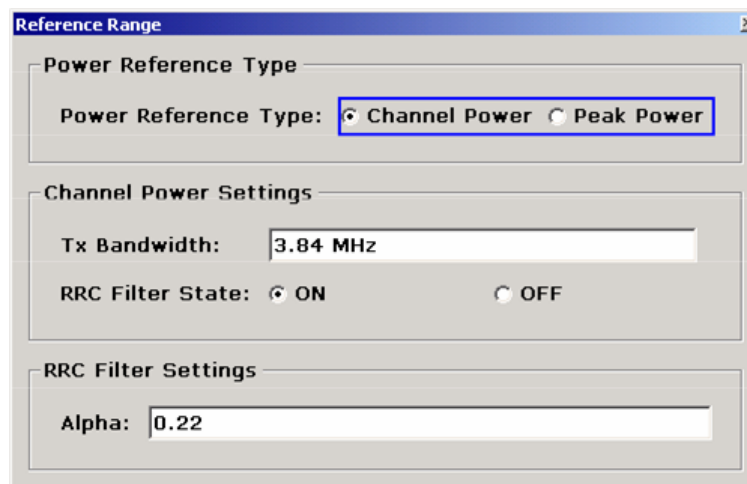 Reference Range
Power Reference Type
Power Reference Type: Channel Power Peak Power
Channel Power Settings
Tx Bandwidth: 3.84 MHz
RRC Filter State: ON OFF
RRC Filter Settings
Alpha: 0.22